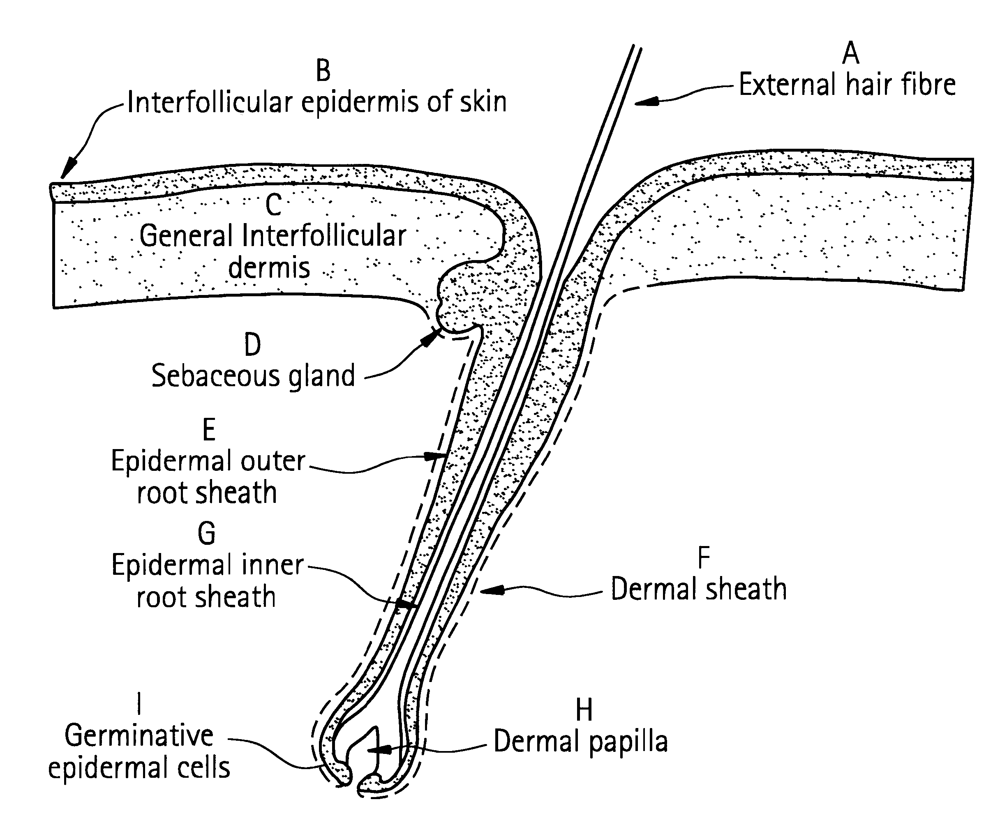 A
External hair fibre
B
Interfollicular epidermis of skin
C
General Interfollicular
dermis
D
Sebaceous gland
E
Epidermal outer
root sheath
G
Epidermal inner
root sheath
F
Dermal sheath
I
Germinative
epidermal cells
H
Dermal papilla